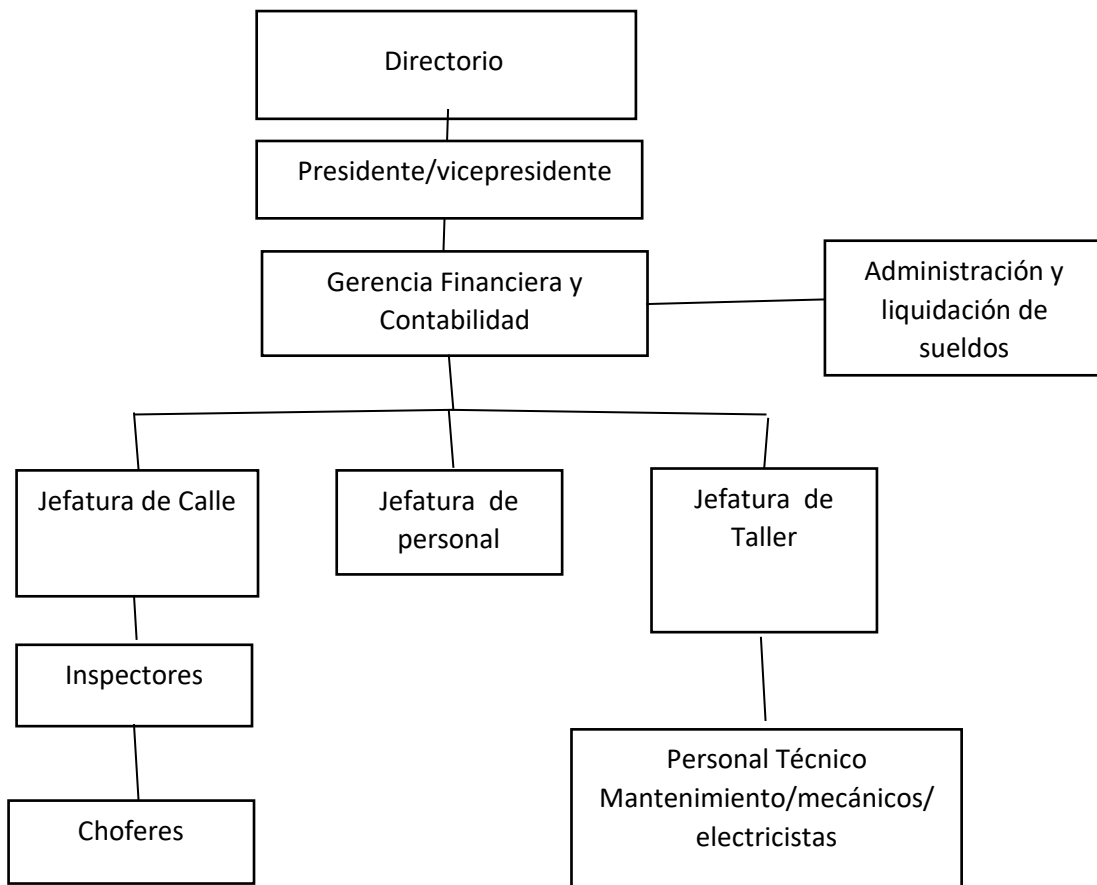 Directorio
Presidente/vicepresidente
Gerencia Financiera y
Contabilidad
Administración y
liquidación de
sueldos
Jefatura de Calle
Jefatura de
personal
Jefatura de
Taller
Inspectores
Personal Técnico
Mantenimiento/mecánicos/
electricistas
Choferes